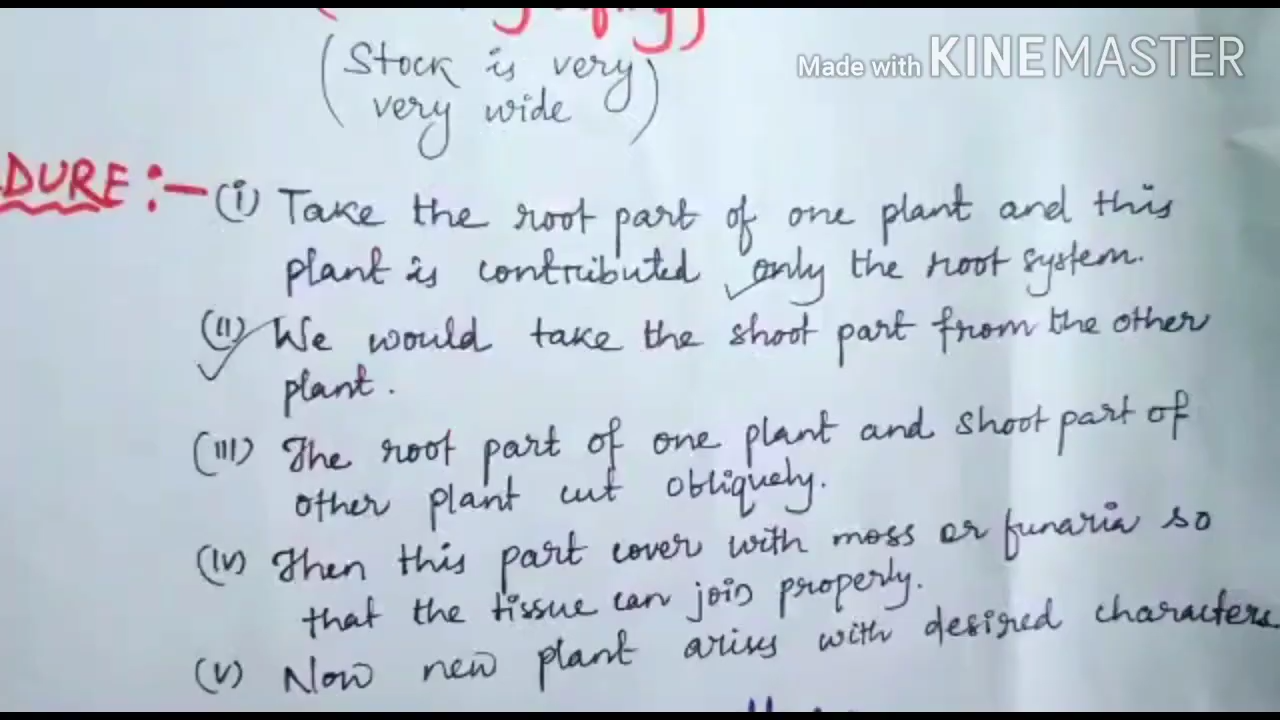 Made with KINEMASTER
(Stock is very
very wide)
DURE :- (i) Take the root part of one plant and this
plant is contributed only the root system.
(II) We would take the shoot part from the other
plant.
(III) The root part of one plant and shoot part of
other plant cut obliquely.
(IV) Then this part cover with moss or funaria so
that the tissue can join properly.
(V) Now new plant arises with desired characters